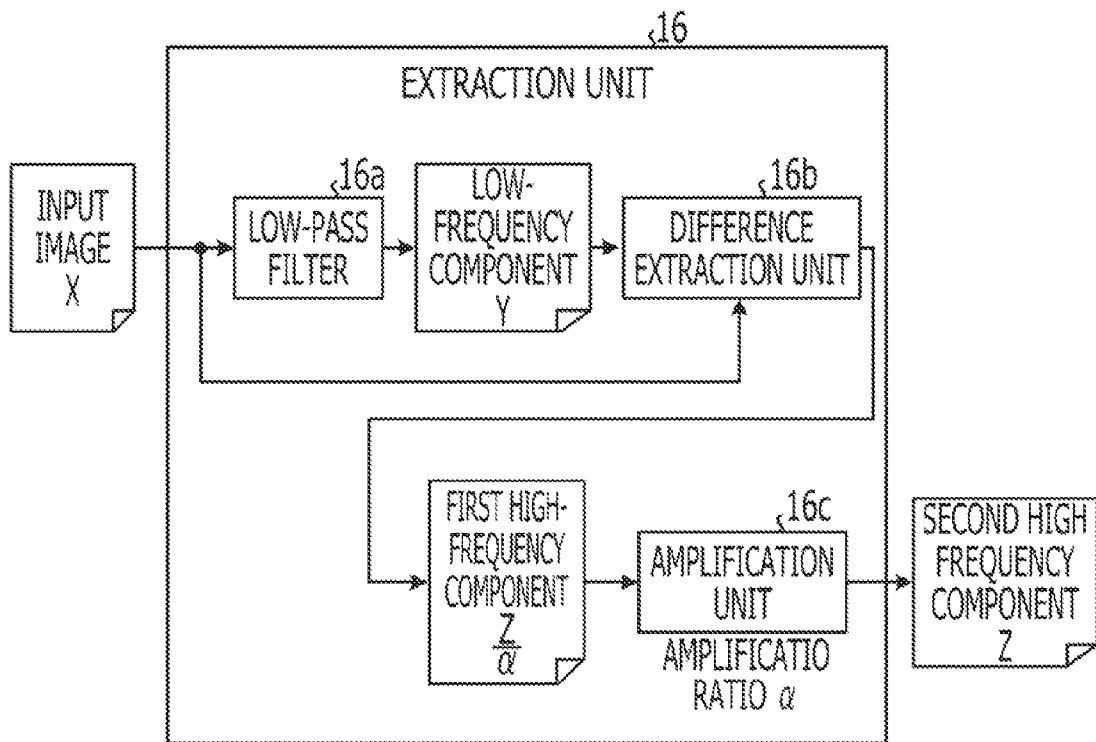 16
EXTRACTION UNIT
INPUT
IMAGE
X
16a
LOW-PASS
FILTER
LOW-
FREQUENCY
COMPONENT
Y
16b
DIFFERENCE
EXTRACTION UNIT
FIRST HIGH-
FREQUENCY
COMPONENT
Z
α
16c
AMPLIFICATION
UNIT
AMPLIFICATIO
RATIO α
SECOND HIGH
FREQUENCY
COMPONENT
Z